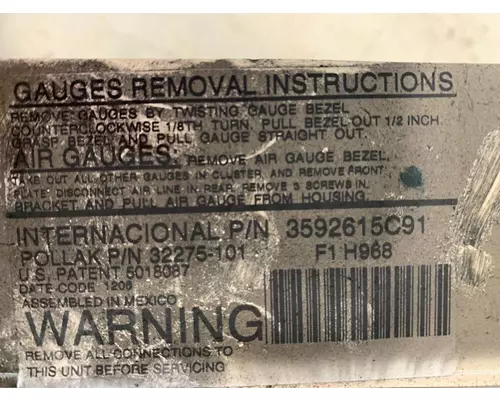 GAUGES REMOVAL INSTRUCTIONS
REMOVE GAUGES BY TWISTING GAUGE BEZEL
COUNTERCLOCKWISE 1/8TH TURN, PULL BEZEL OUT 1/2 INCH.
GRASP BEZEL AND PULL GAUGE STRAIGHT OUT.
AIR GAUGES: REMOVE AIR GAUGE BEZEL,
TAKE OUT ALL OTHER GAUGES IN CLUSTER, AND REMOVE FRONT
PLATE. DISCONNECT AIR LINE IN REAR, REMOVE 3 SCREWS IN
BRACKET AND PULL AIR GAUGE FROM HOUSING.
INTERNACIONAL P/N 3592615C91
POLLAK P/N 32275-101 F1 H968
U.S. PATENT 5018087
DATE CODE 1206
ASSEMBLED IN MEXICO
WARNING
REMOVE ALL CONNECTIONS TO
THIS UNIT BEFORE SERVICING